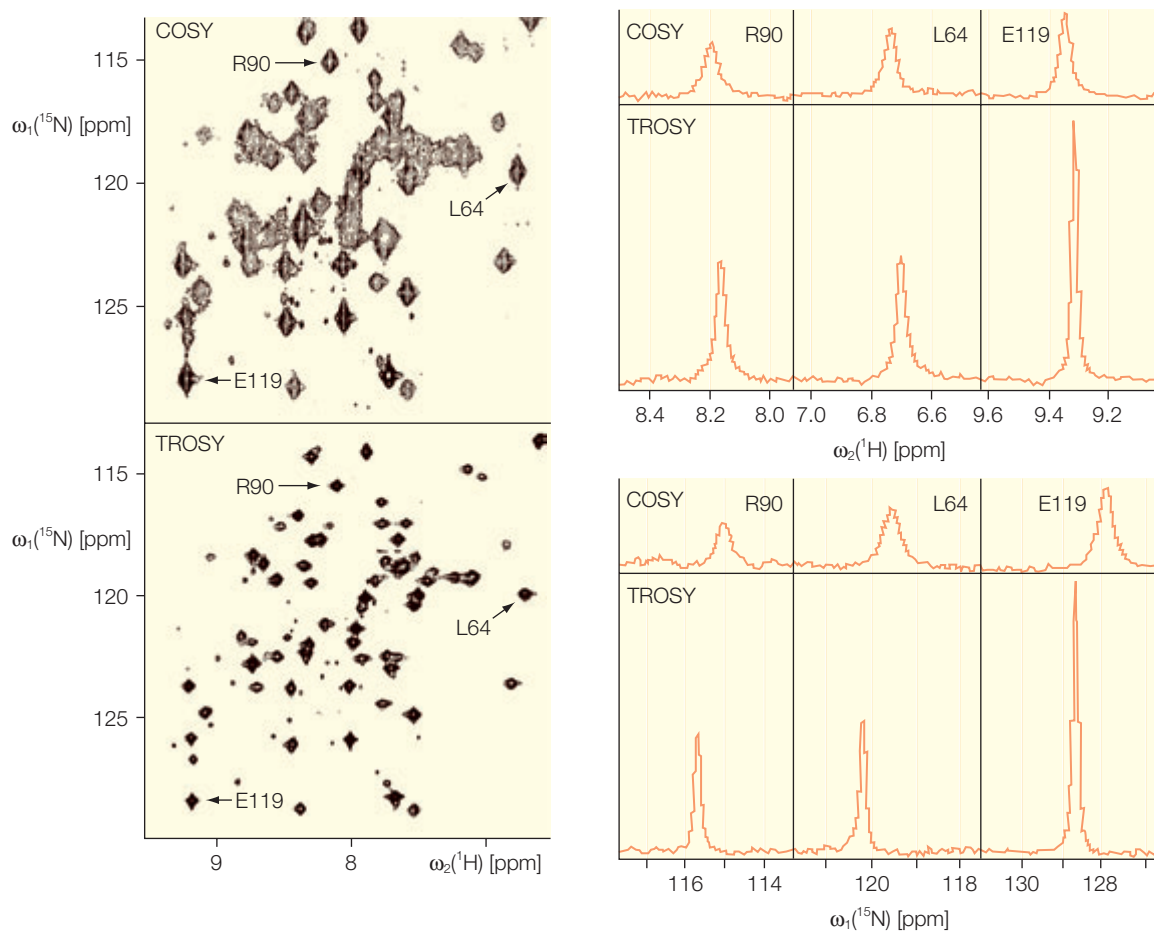 COSY
R90
115
ω₁(¹⁵N) [ppm]
120
L64
125
E119
TROSY
115
R90
ω₁(¹⁵N) [ppm]
120
L64
125
E119
9 8 ω₂(¹H) [ppm]
COSY R90 L64 E119
TROSY
8.4 8.2 8.0 7.0 6.8 6.6 9.6 9.4 9.2
ω₂(¹H) [ppm]
COSY R90 L64 E119
TROSY
116 114 120 118 130 128
ω₁(¹⁵N) [ppm]